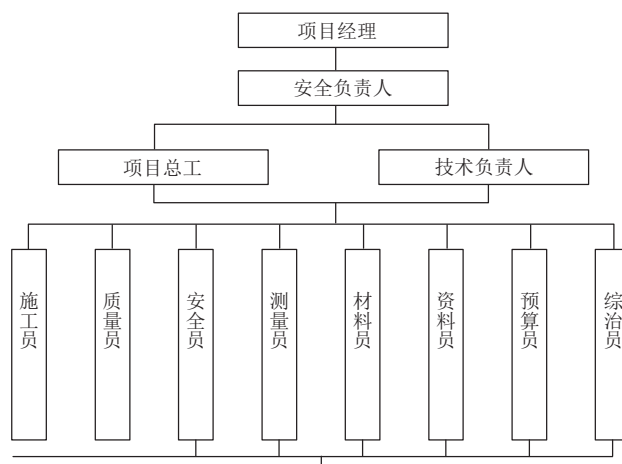 项目经理
安全负责人
项目总工
技术负责人
施工员
质量员
安全员
测量员
材料员
资料员
预算员
综治员